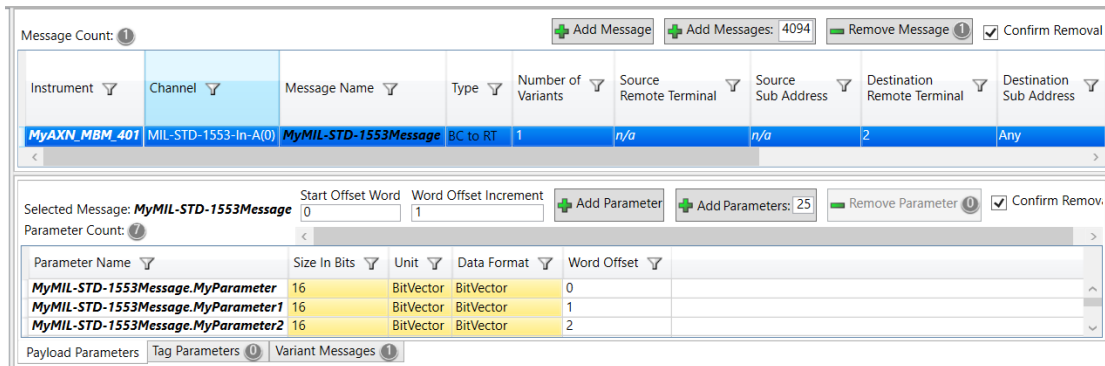 Message Count: 1 Add Message Add Messages: 4094 Remove Message 1 Confirm Removal
Instrument Channel Message Name Type Number of Variants Source Remote Terminal Source Sub Address Destination Remote Terminal Destination Sub Address
MyAXN_MBM_401 MIL-STD-1553-In-A(0) MyMIL-STD-1553Message BC to RT 1 n/a n/a 2 Any
Start Offset Word Word Offset Increment
Selected Message: MyMIL-STD-1553Message 0 1 Add Parameter Add Parameters: 25 Remove Parameter 0 Confirm Remova
Parameter Count: 7
Parameter Name Size In Bits Unit Data Format Word Offset
MyMIL-STD-1553Message.MyParameter 16 BitVector BitVector 0
MyMIL-STD-1553Message.MyParameter1 16 BitVector BitVector 1
MyMIL-STD-1553Message.MyParameter2 16 BitVector BitVector 2
Payload Parameters Tag Parameters 0 Variant Messages 1